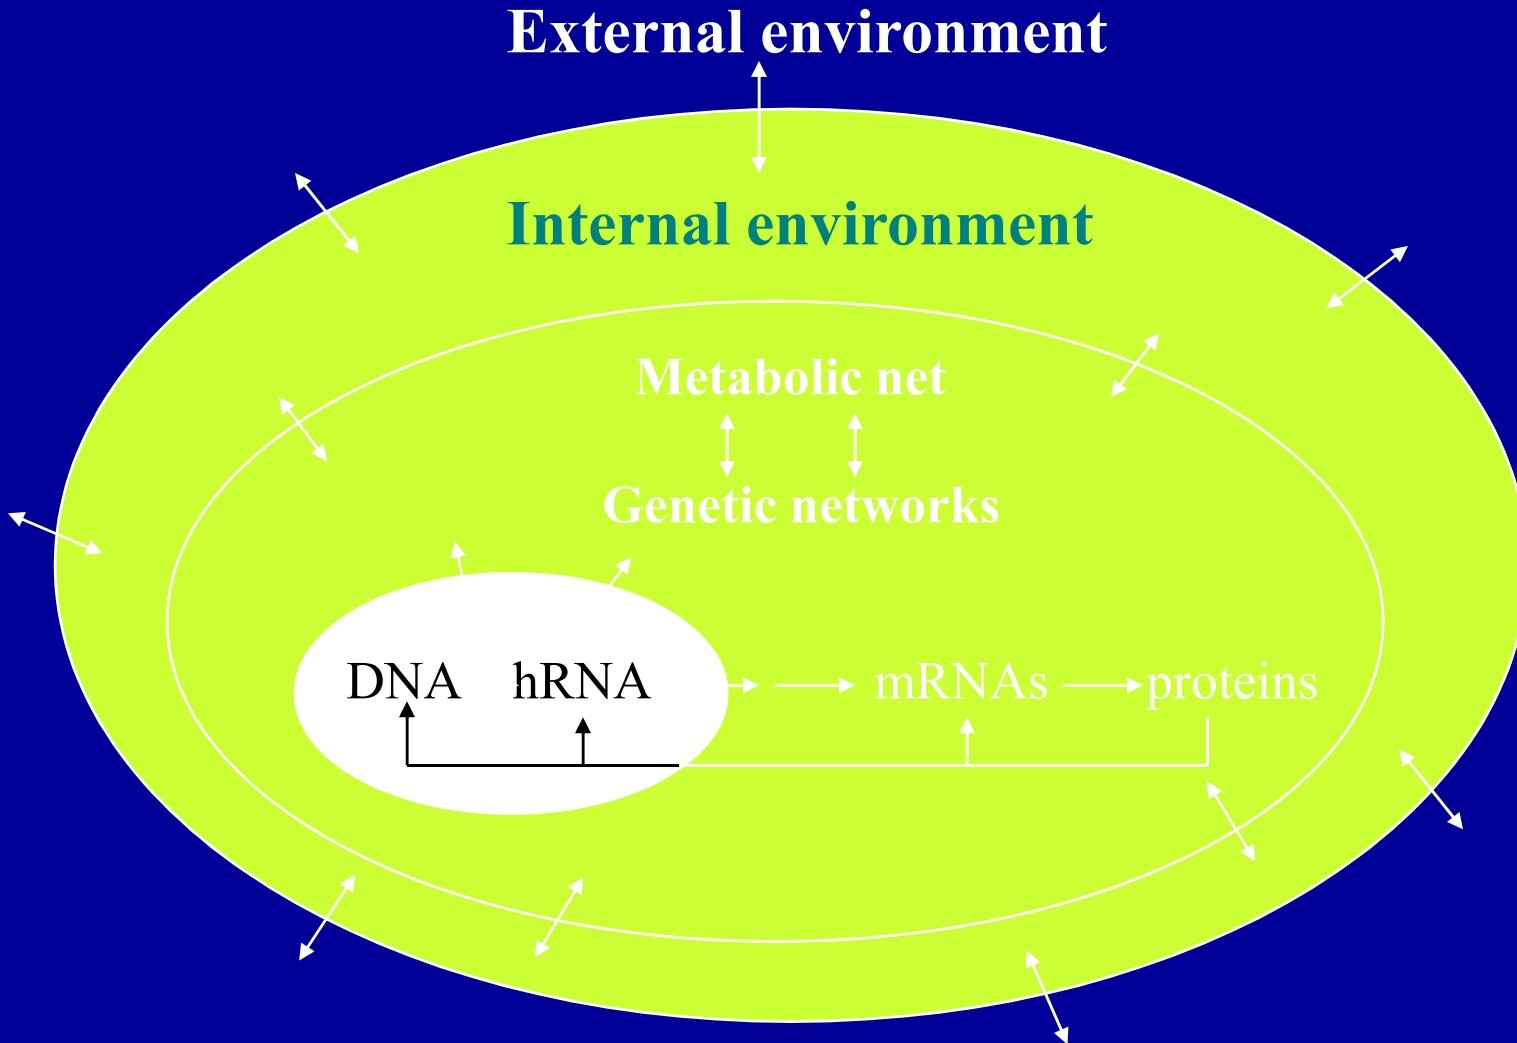 External environment
Internal environment
Metabolic net
Genetic networks
DNA hRNA mRNAs proteins